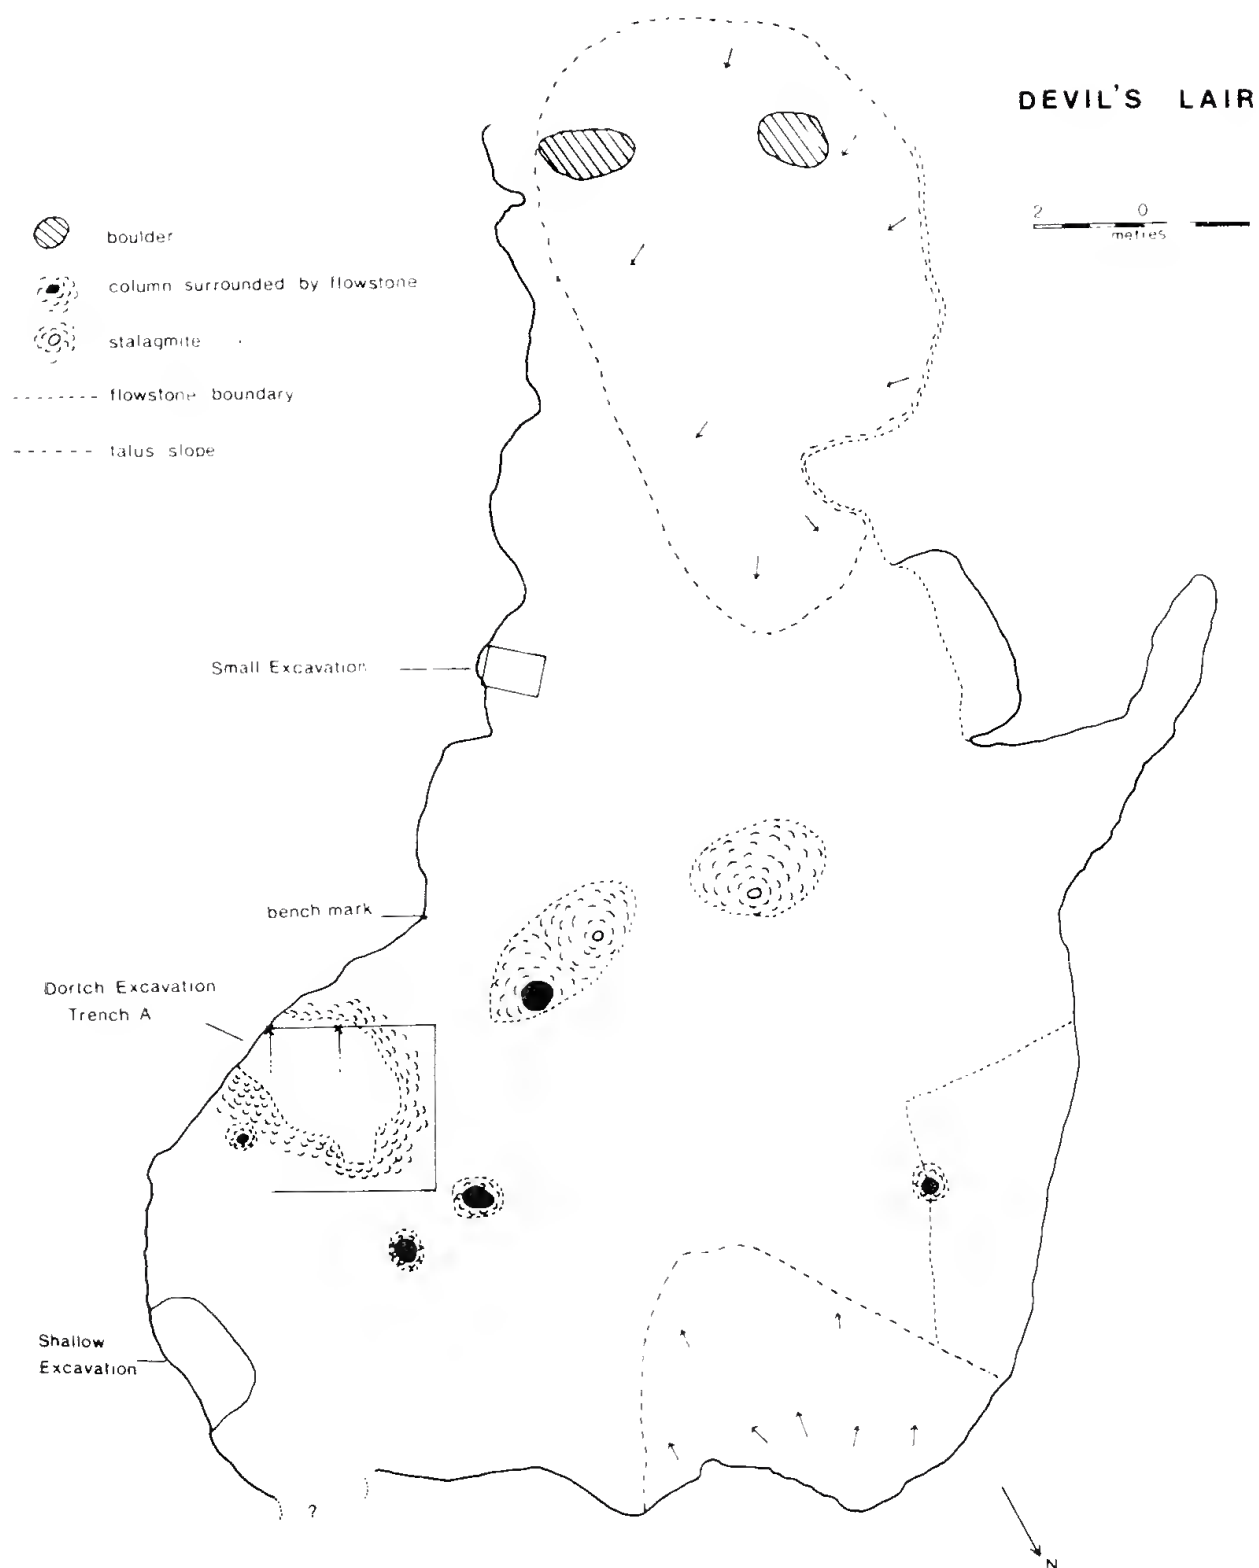 DEVIL'S LAIR
2 0
metres
boulder
column surrounded by flowstone
stalagmite
flowstone boundary
talus slope
Small Excavation
bench mark
Dortch Excavation
Trench A
Shallow
Excavation
?
N